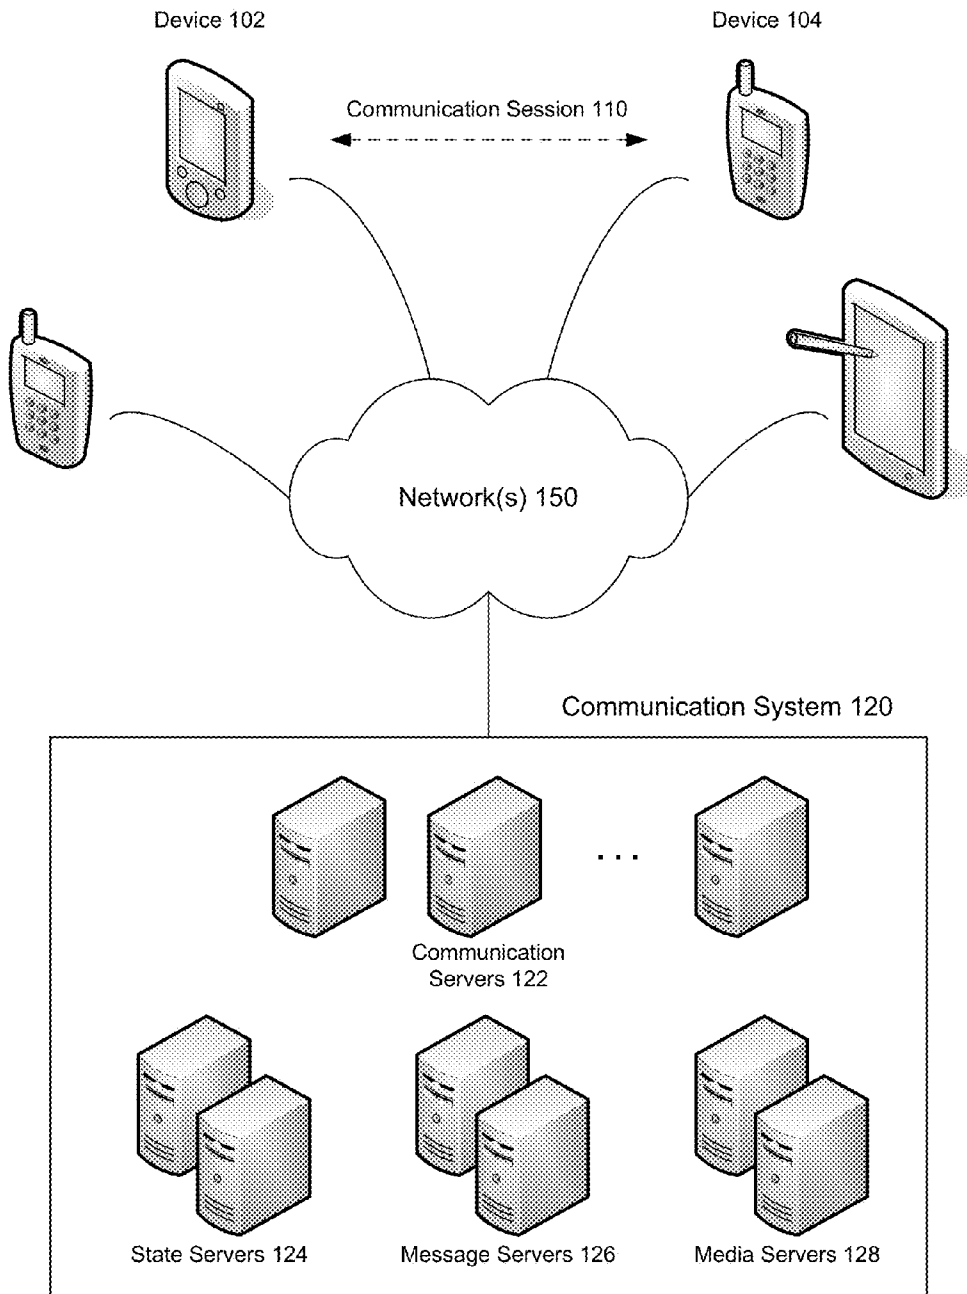 Device 102
Device 104
Communication Session 110
Network(s) 150
Communication System 120
...
Communication
Servers 122
State Servers 124
Message Servers 126
Media Servers 128